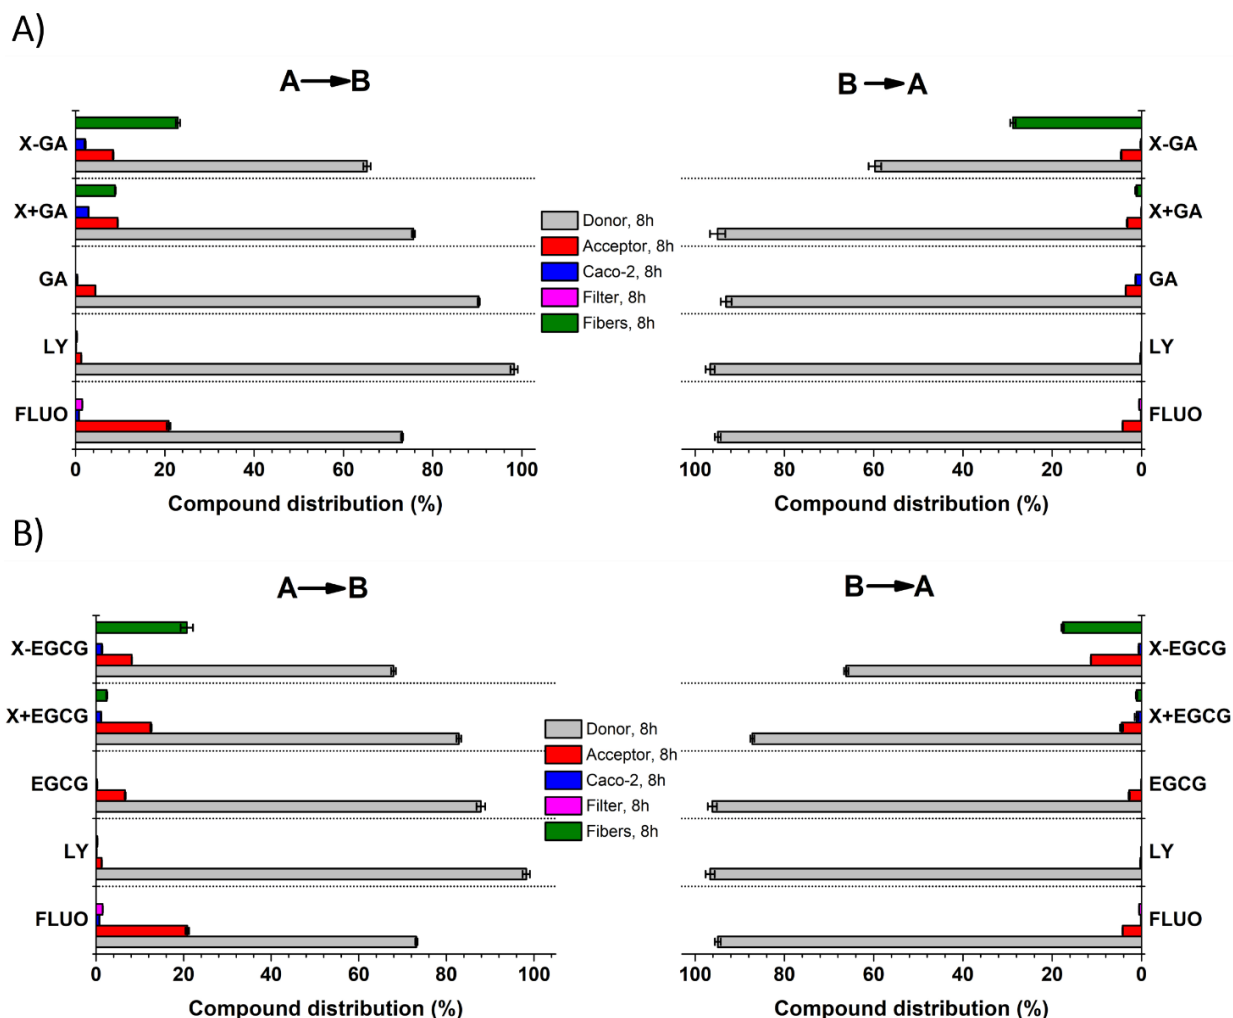 A)
A B
B A
X-GA
X+GA
GA
LY
FLUO
0 20 40 60 80 100
Compound distribution (%)
Donor, 8h
Acceptor, 8h
Caco-2, 8h
Filter, 8h
Fibers, 8h
X-GA
X+GA
GA
LY
FLUO
100 80 60 40 20 0
Compound distribution (%)
B)
A B
B A
X-EGCG
X+EGCG
EGCG
LY
FLUO
0 20 40 60 80 100
Compound distribution (%)
Donor, 8h
Acceptor, 8h
Caco-2, 8h
Filter, 8h
Fibers, 8h
X-EGCG
X+EGCG
EGCG
LY
FLUO
100 80 60 40 20 0
Compound distribution (%)